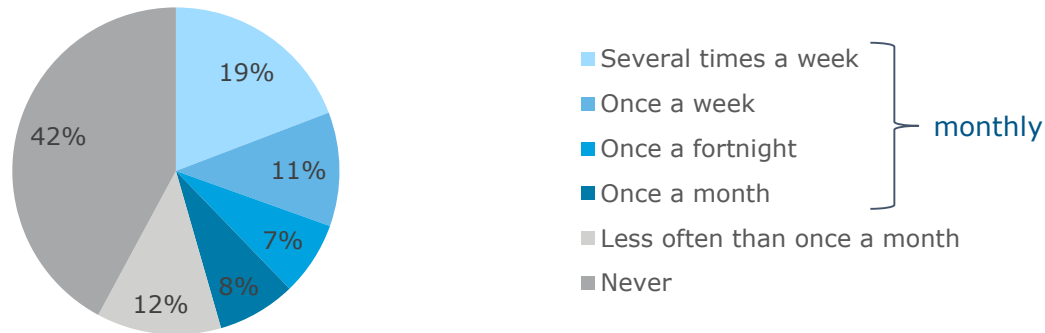 19%
11%
7%
8%
12%
42%
Several times a week
Once a week
Once a fortnight
Once a month
Less often than once a month
Never
monthly